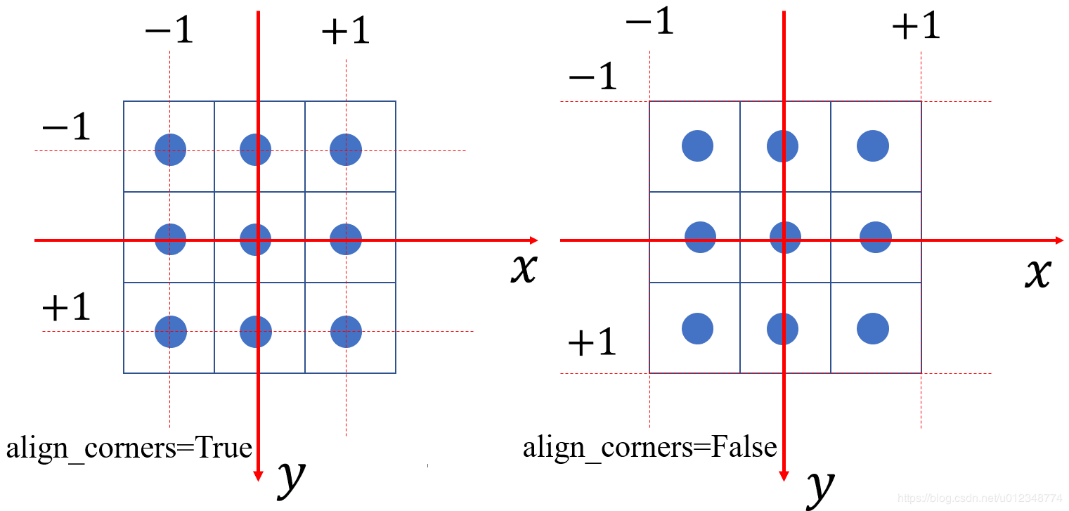 −1
+1
−1
+1
x
y
align_corners=True
−1
+1
−1
+1
x
y
align_corners=False
https://blog.csdn.net/u012348774